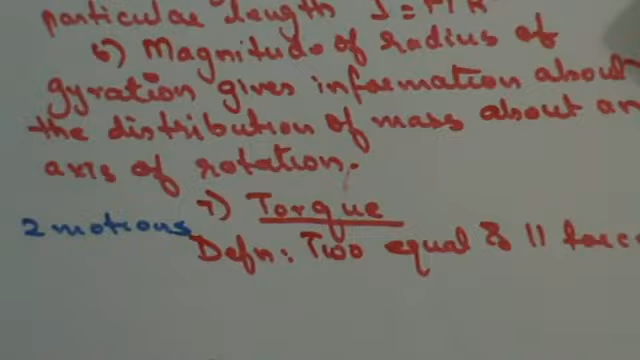 particular length I = MK
6) Magnitude of radius of
gyration gives information about
the distribution of mass about an
axis of rotation.
7) Torque
2 motions
Defn: Two equal & 11 force